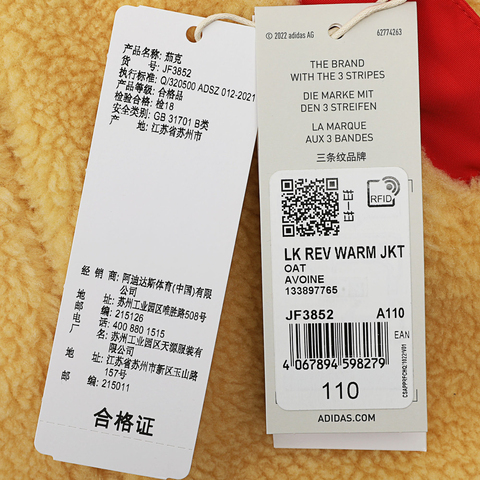 产品名称: 茄克
货 号: JF3852
执行标准: Q/320500 ADSZ 012-2021
产品等级: 合格品
检验合格: 检18
安全类别: GB 31701 B类
产 地: 江苏省苏州市
经 销 商: 阿迪达斯体育(中国)有限
公司
地 址: 苏州工业园区唯胜路508号
邮 编: 215126
电 话: 400 880 1515
厂 名: 苏州工业园区天源服装有
限公司
地 址: 江苏省苏州市新区玉山路
157号
邮 编: 215011
合格证
© 2022 adidas AG 62774263
THE BRAND
WITH THE 3 STRIPES
DIE MARKE MIT
DEN 3 STREIFEN
LA MARQUE
AUX 3 BANDES
三条纹品牌
RFID
LK REV WARM JKT
OAT
AVOINE
133897765
JF3852 A110
EAN
4 067894 598279
110
ADIDAS.COM